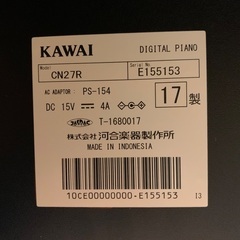 KAWAI DIGITAL PIANO
Model CN27R
Serial No. E155153
AC ADAPTOR : PS-154
DC 15V ⎓ 4A
17 製
T-1680017
株式会社 河合楽器製作所
MADE IN INDONESIA
10CE00000000-E155153
I3